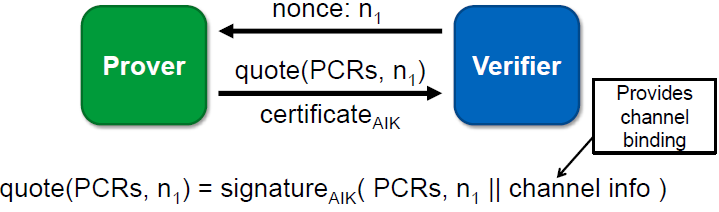 nonce: n1
Prover
Verifier
quote(PCRs, n1)
certificateAIK
Provides
channel
binding
quote(PCRs, n1) = signatureAIK( PCRs, n1 || channel info )